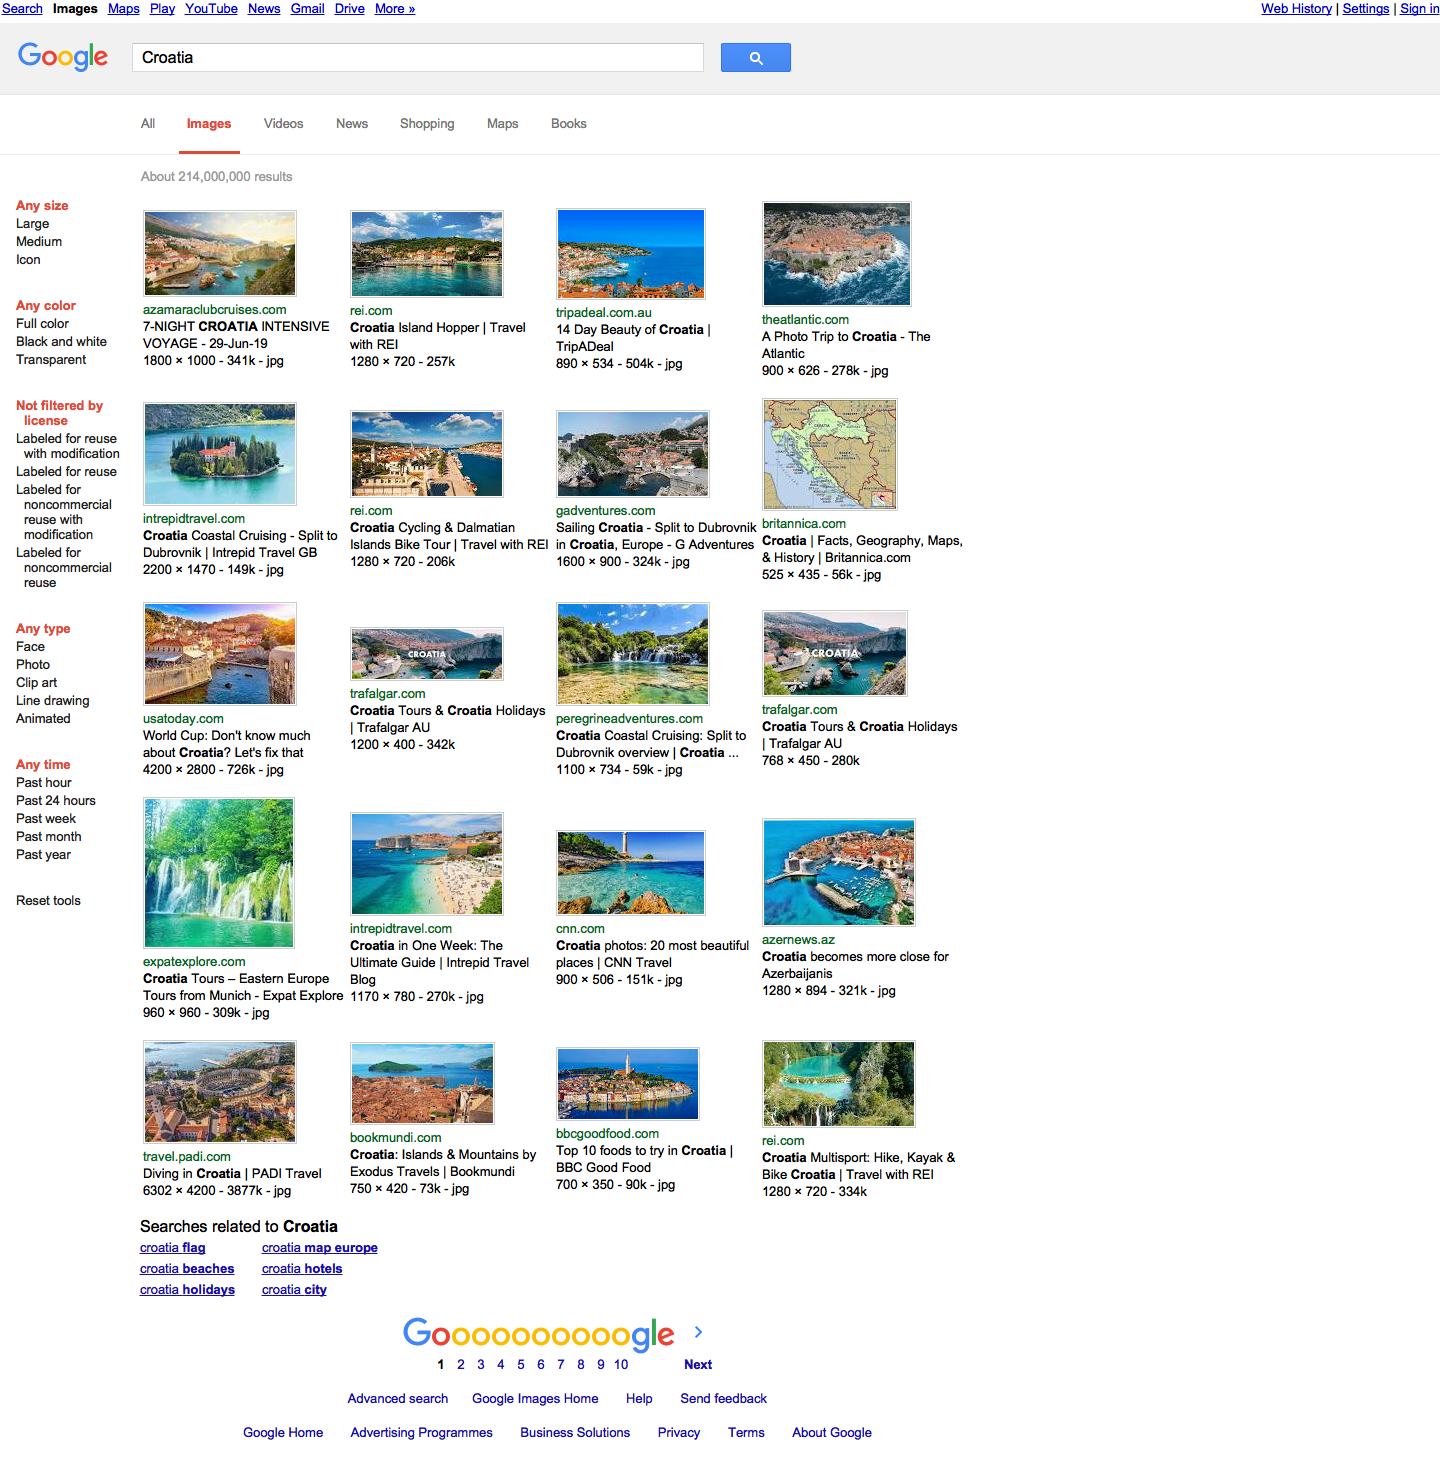 Search Images Maps Play YouTube News Gmail Drive More »
Web History | Settings | Sign in
Google
Croatia
All Images Videos News Shopping Maps Books
About 214,000,000 results
Any size
Large
Medium
Icon
Any color
Full color
Black and white
Transparent
Not filtered by
license
Labeled for reuse
with modification
Labeled for reuse
Labeled for
noncommercial
reuse with
modification
Labeled for
noncommercial
reuse
Any type
Face
Photo
Clip art
Line drawing
Animated
Any time
Past hour
Past 24 hours
Past week
Past month
Past year
Reset tools
azamaraclubcruises.com
7-NIGHT CROATIA INTENSIVE
VOYAGE - 29-Jun-19
1800 × 1000 - 341k - jpg
rei.com
Croatia Island Hopper | Travel
with REI
1280 × 720 - 257k
tripadeal.com.au
14 Day Beauty of Croatia |
TripADeal
890 × 534 - 504k - jpg
theatlantic.com
A Photo Trip to Croatia - The
Atlantic
900 × 626 - 278k - jpg
intrepidtravel.com
Croatia Coastal Cruising - Split to
Dubrovnik | Intrepid Travel GB
2200 × 1470 - 149k - jpg
rei.com
Croatia Cycling & Dalmatian
Islands Bike Tour | Travel with REI
1280 × 720 - 206k
gadventures.com
Sailing Croatia - Split to Dubrovnik
in Croatia, Europe - G Adventures
1600 × 900 - 324k - jpg
britannica.com
Croatia | Facts, Geography, Maps,
& History | Britannica.com
525 × 435 - 56k - jpg
usatoday.com
World Cup: Don't know much
about Croatia? Let's fix that
4200 × 2800 - 726k - jpg
CROATIA
trafalgar.com
Croatia Tours & Croatia Holidays
| Trafalgar AU
1200 × 400 - 342k
peregrineadventures.com
Croatia Coastal Cruising: Split to
Dubrovnik overview | Croatia ...
1100 × 734 - 59k - jpg
CROATIA
trafalgar.com
Croatia Tours & Croatia Holidays
| Trafalgar AU
768 × 450 - 280k
expatexplore.com
Croatia Tours – Eastern Europe
Tours from Munich - Expat Explore
960 × 960 - 309k - jpg
intrepidtravel.com
Croatia in One Week: The
Ultimate Guide | Intrepid Travel
Blog
1170 × 780 - 270k - jpg
cnn.com
Croatia photos: 20 most beautiful
places | CNN Travel
900 × 506 - 151k - jpg
azernews.az
Croatia becomes more close for
Azerbaijanis
1280 × 894 - 321k - jpg
travel.padi.com
Diving in Croatia | PADI Travel
6302 × 4200 - 3877k - jpg
bookmundi.com
Croatia: Islands & Mountains by
Exodus Travels | Bookmundi
750 × 420 - 73k - jpg
bbcgoodfood.com
Top 10 foods to try in Croatia |
BBC Good Food
700 × 350 - 90k - jpg
rei.com
Croatia Multisport: Hike, Kayak &
Bike Croatia | Travel with REI
1280 × 720 - 334k
Searches related to Croatia
croatia flag croatia map europe
croatia beaches croatia hotels
croatia holidays croatia city
Goooooooooogle
1 2 3 4 5 6 7 8 9 10 Next
Advanced search Google Images Home Help Send feedback
Google Home Advertising Programmes Business Solutions Privacy Terms About Google